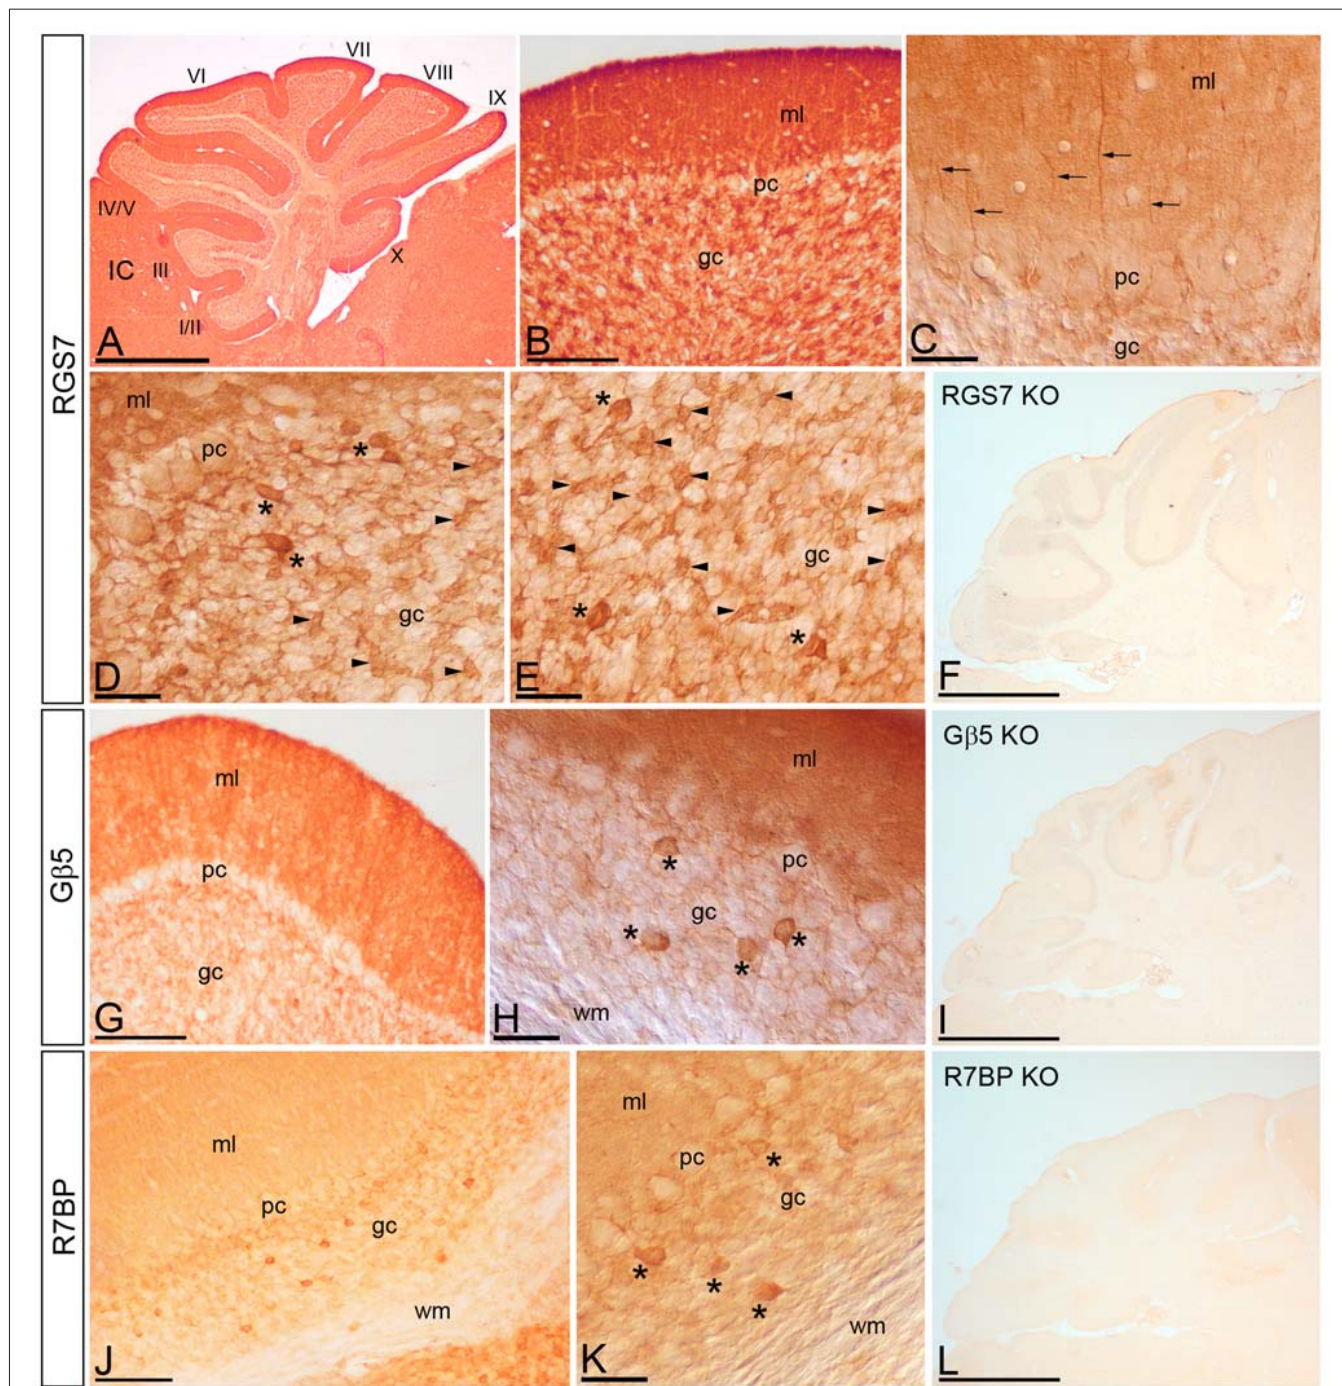 RGS7
VI
VII
VIII
IX
IV/V
IC
III
I/II
X
A
ml
pc
gc
B
ml
pc
gc
C
ml
pc
*
*
*
gc
D
*
gc
*
*
E
RGS7 KO
F
Gβ5
ml
pc
gc
G
ml
pc
*
gc
*
*
*
wm
H
Gβ5 KO
I
R7BP
ml
pc
gc
wm
J
ml
pc
*
gc
*
*
*
wm
K
R7BP KO
L